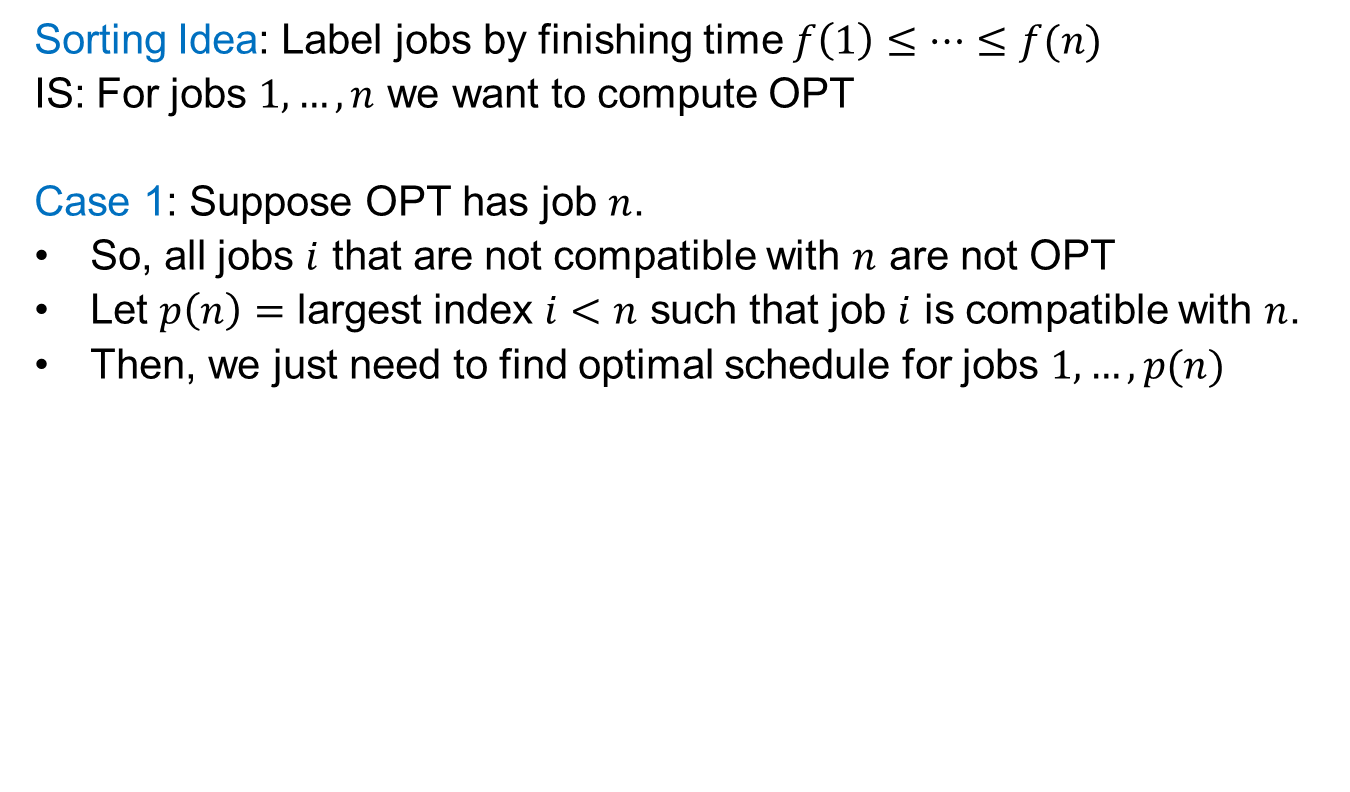 Sorting Idea: Label jobs by finishing time f(1) ≤ ⋯ ≤ f(n)
IS: For jobs 1, … , n we want to compute OPT
Case 1: Suppose OPT has job n.
• So, all jobs i that are not compatible with n are not OPT
• Let p(n) = largest index i < n such that job i is compatible with n.
• Then, we just need to find optimal schedule for jobs 1, … , p(n)